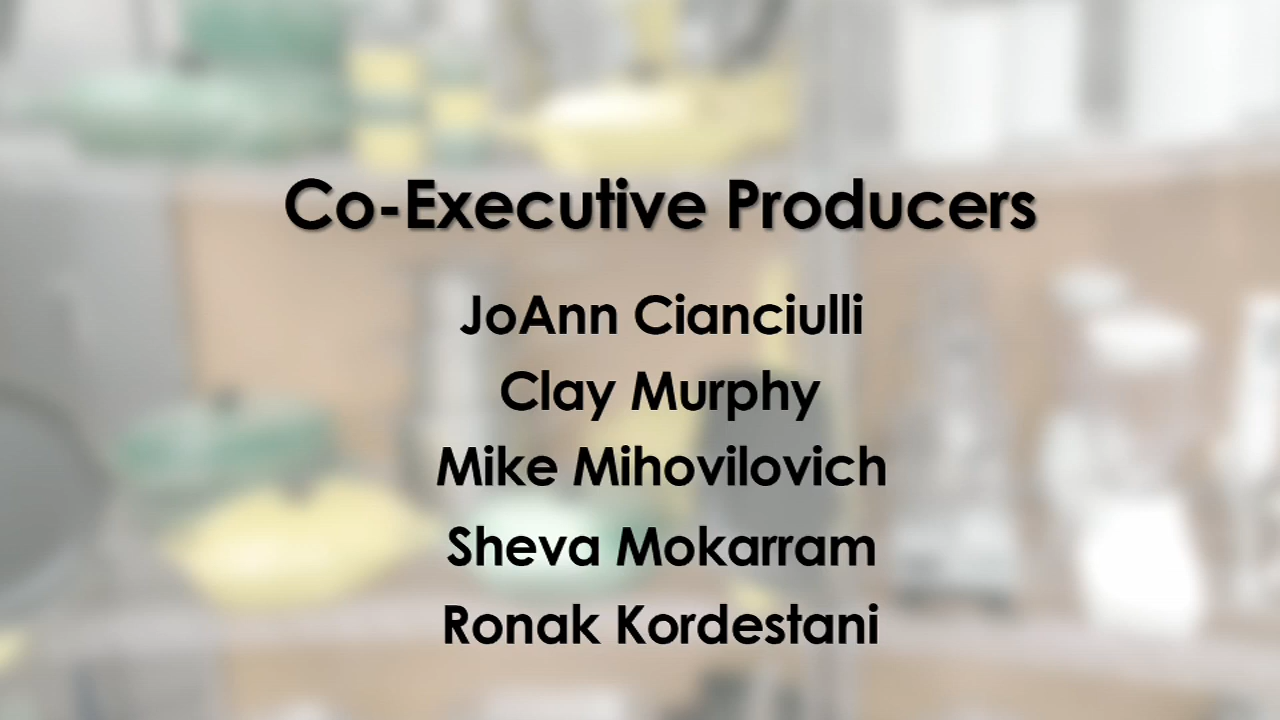 Co-Executive Producers
JoAnn Cianciulli
Clay Murphy
Mike Mihovilovich
Sheva Mokarram
Ronak Kordestani